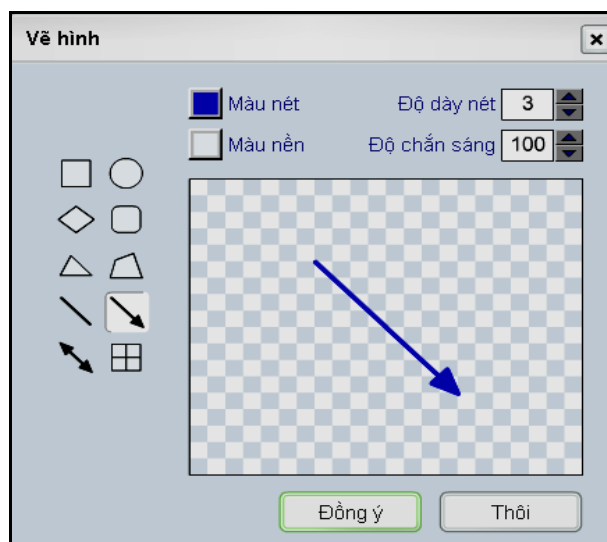 Vẽ hình
Màu nét Độ dày nét 3
Màu nền Độ chắn sáng 100
Đồng ý Thôi